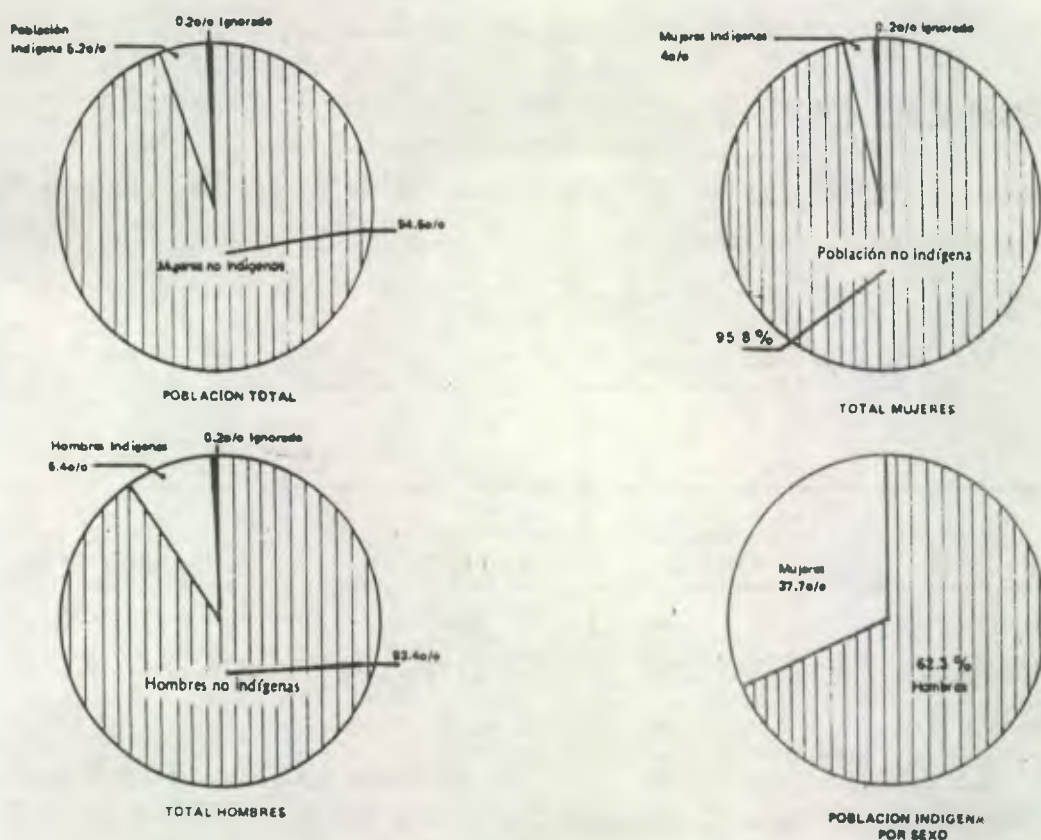 0.2o/o Ignorado
Población
Indígena 5.2o/o
94.6o/o
Mujeres no Indígenas
POBLACION TOTAL
0.2o/o Ignorado
Mujeres Indígenas
4o/o
Población no indígena
95.8%
TOTAL MUJERES
Hombres Indígenas
0.2o/o Ignorado
6.4o/o
93.4o/o
Hombres no indígenas
TOTAL HOMBRES
Mujeres
37.7o/o
62.3 %
Hombres
POBLACION INDIGENA
POR SEXO